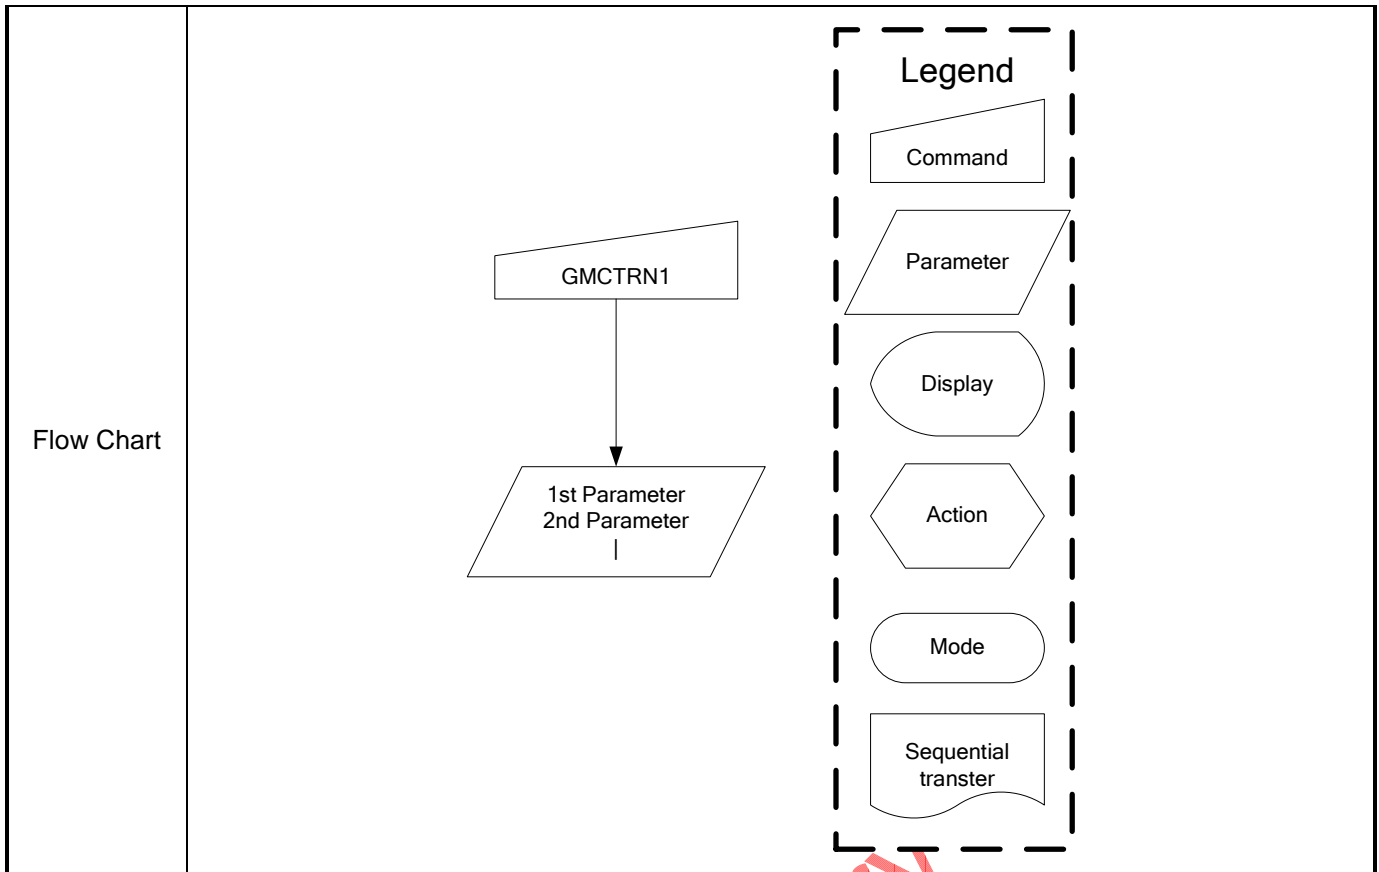 Flow Chart
GMCTRN1
1st Parameter
2nd Parameter
|
Legend
Command
Parameter
Display
Action
Mode
Sequential
transter